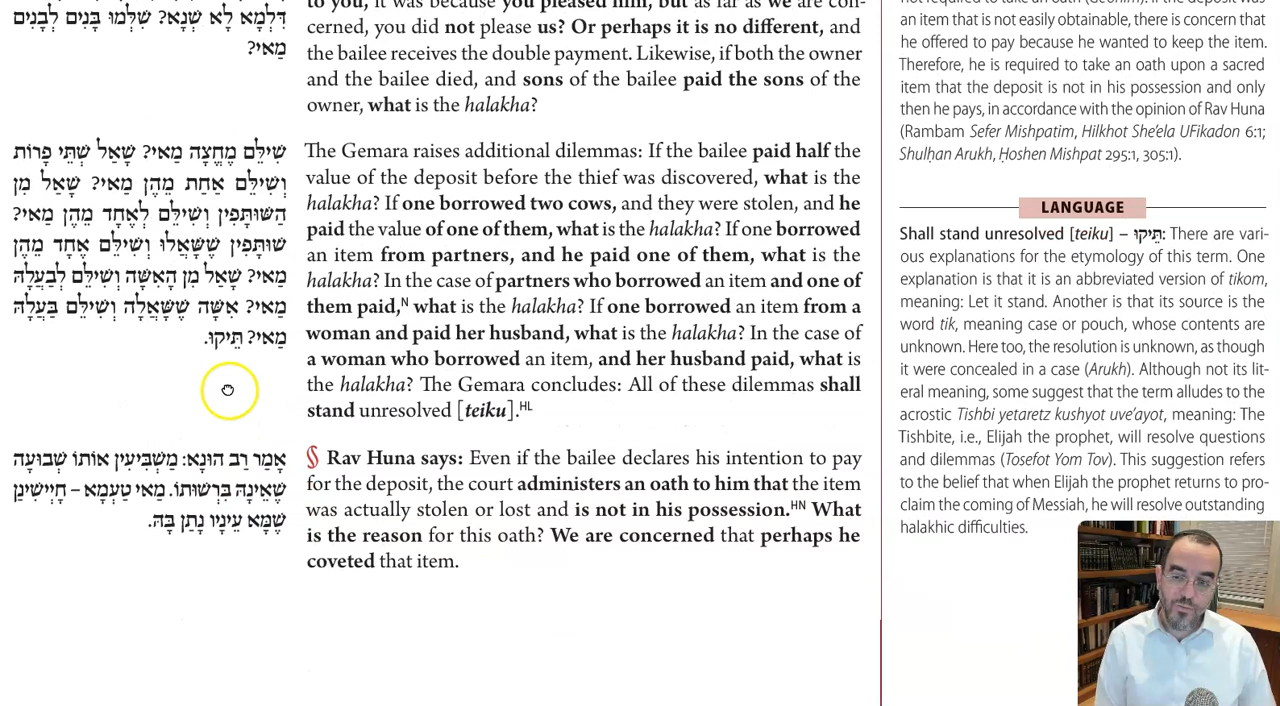 דִּלְמָא לָא שְׁנָא? שִׁלְּמוּ בָּנִים לְבָנִים
מַאי?
שִׁילֵּם מֶחֱצָה מַאי? שָׁאַל שְׁתֵּי פָרוֹת
וְשִׁילֵּם אַחַת מֵהֶן מַאי? שָׁאַל מִן
הַשּׁוּתָּפִין וְשִׁילֵּם לְאֶחָד מֵהֶן מַאי?
שׁוּתָּפִין שֶׁשָּׁאֲלוּ וְשִׁילֵּם אֶחָד מֵהֶן
מַאי? שָׁאַל מִן הָאִשָּׁה וְשִׁילֵּם לְבַעְלָהּ
מַאי? אִשָּׁה שֶׁשָּׁאֲלָה וְשִׁילֵּם בַּעְלָהּ
מַאי? תֵּיקוּ.
אָמַר רַב הוּנָא: מַשְׁבִּיעִין אוֹתוֹ שְׁבוּעָה
שֶׁאֵינָהּ בִּרְשׁוּתוֹ. מַאי טַעְמָא – חָיְישִׁינַן
שֶׁמָּא עֵינָיו נָתַן בָּהּ.
to you, it was because you pleased him, but as far as we are con-
cerned, you did not please us? Or perhaps it is no different, and
the bailee receives the double payment. Likewise, if both the owner
and the bailee died, and sons of the bailee paid the sons of the
owner, what is the halakha?
The Gemara raises additional dilemmas: If the bailee paid half the
value of the deposit before the thief was discovered, what is the
halakha? If one borrowed two cows, and they were stolen, and he
paid the value of one of them, what is the halakha? If one borrowed
an item from partners, and he paid one of them, what is the
halakha? In the case of partners who borrowed an item and one of
them paid,N what is the halakha? If one borrowed an item from a
woman and paid her husband, what is the halakha? In the case of
a woman who borrowed an item, and her husband paid, what is
the halakha? The Gemara concludes: All of these dilemmas shall
stand unresolved [teiku].HL
§ Rav Huna says: Even if the bailee declares his intention to pay
for the deposit, the court administers an oath to him that the item
was actually stolen or lost and is not in his possession.HN What
is the reason for this oath? We are concerned that perhaps he
coveted that item.
not required to take an oath (Geonim). If the deposit was
an item that is not easily obtainable, there is concern that
he offered to pay because he wanted to keep the item.
Therefore, he is required to take an oath upon a sacred
item that the deposit is not in his possession and only
then he pays, in accordance with the opinion of Rav Huna
(Rambam Sefer Mishpatim, Hilkhot She'ela UFikadon 6:1;
Shulḥan Arukh, Ḥoshen Mishpat 295:1, 305:1).
LANGUAGE
Shall stand unresolved [teiku] – תֵּיקוּ: There are vari-
ous explanations for the etymology of this term. One
explanation is that it is an abbreviated version of tikom,
meaning: Let it stand. Another is that its source is the
word tik, meaning case or pouch, whose contents are
unknown. Here too, the resolution is unknown, as though
it were concealed in a case (Arukh). Although not its lit-
eral meaning, some suggest that the term alludes to the
acrostic Tishbi yetaretz kushyot uve'ayot, meaning: The
Tishbite, i.e., Elijah the prophet, will resolve questions
and dilemmas (Tosefot Yom Tov). This suggestion refers
to the belief that when Elijah the prophet returns to pro-
claim the coming of Messiah, he will resolve outstanding
halakhic difficulties.